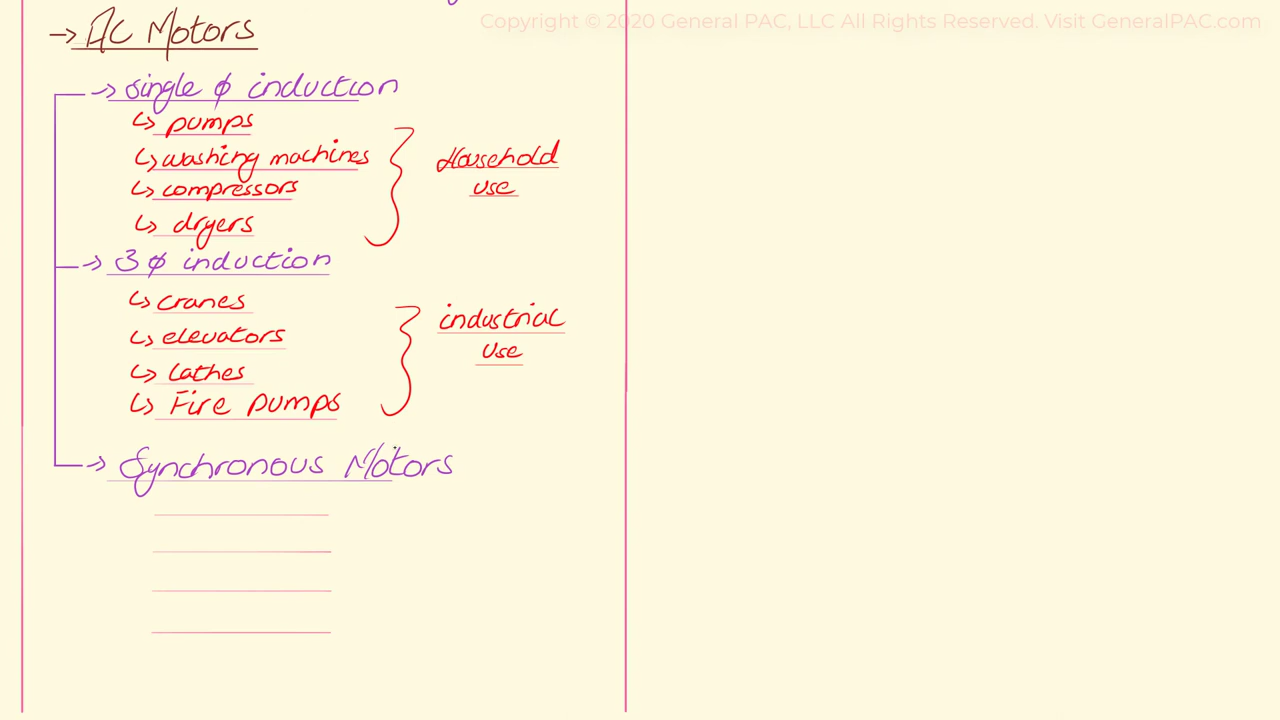 Copyright © 2020 General PAC, LLC All Rights Reserved. Visit GeneralPAC.com
→ AC Motors
→ single ϕ induction
↳ pumps
↳ washing machines
↳ compressors
↳ dryers
Household
use
→ 3 ϕ induction
↳ cranes
↳ elevators
↳ lathes
↳ Fire pumps
industrial
use
→ Synchronous Motors